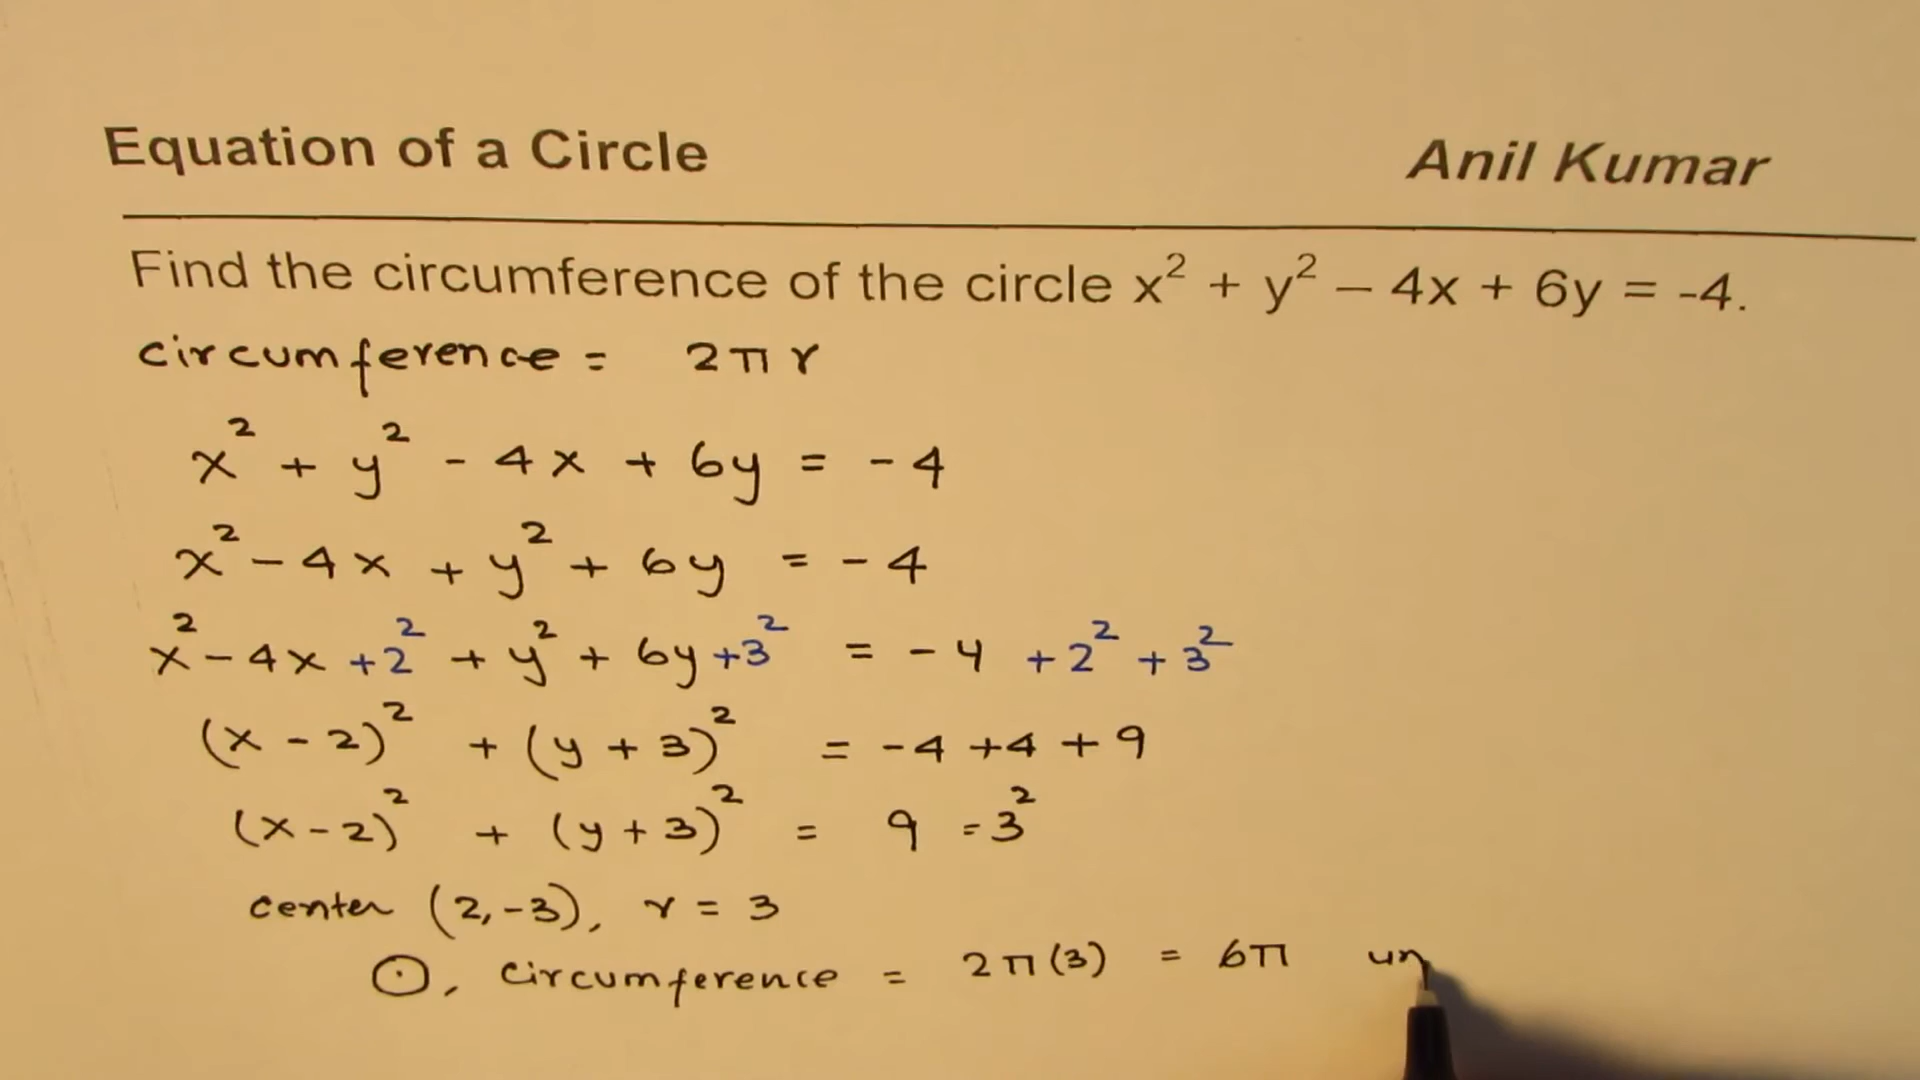 Equation of a Circle Anil Kumar
Find the circumference of the circle x² + y² – 4x + 6y = -4.
circumference = 2πr
x² + y² - 4x + 6y = -4
x² - 4x + y² + 6y = -4
x² - 4x + 2² + y² + 6y + 3² = -4 + 2² + 3²
(x - 2)² + (y + 3)² = -4 + 4 + 9
(x - 2)² + (y + 3)² = 9 = 3²
center (2, -3), r = 3
⊙, circumference = 2π(3) = 6π un